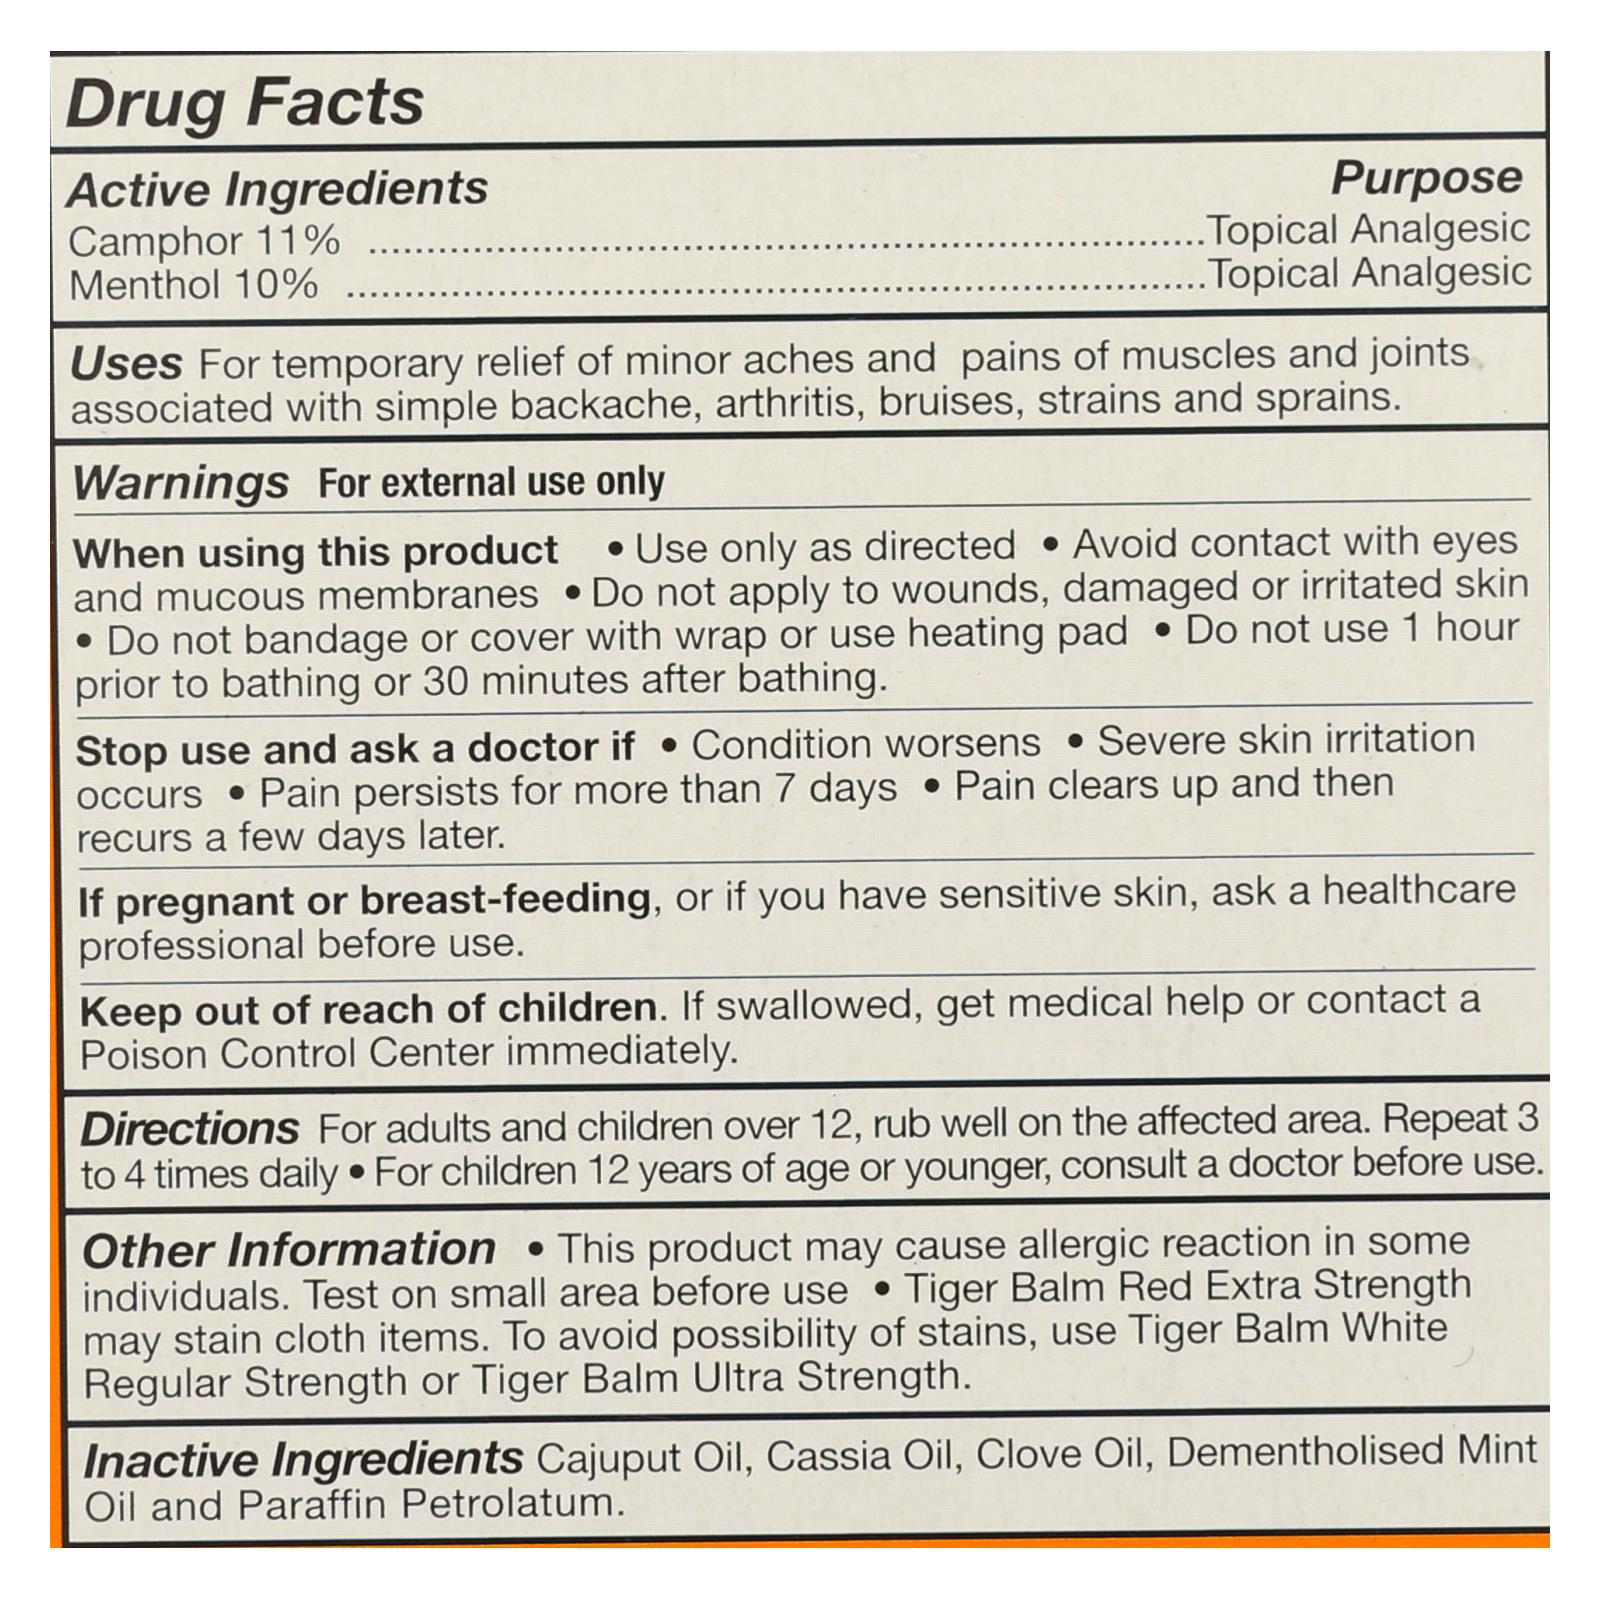 Drug Facts
Active Ingredients Purpose
Camphor 11% ........................................................................Topical Analgesic
Menthol 10% ..........................................................................Topical Analgesic
Uses For temporary relief of minor aches and pains of muscles and joints
associated with simple backache, arthritis, bruises, strains and sprains.
Warnings For external use only
When using this product • Use only as directed • Avoid contact with eyes
and mucous membranes • Do not apply to wounds, damaged or irritated skin
• Do not bandage or cover with wrap or use heating pad • Do not use 1 hour
prior to bathing or 30 minutes after bathing.
Stop use and ask a doctor if • Condition worsens • Severe skin irritation
occurs • Pain persists for more than 7 days • Pain clears up and then
recurs a few days later.
If pregnant or breast-feeding, or if you have sensitive skin, ask a healthcare
professional before use.
Keep out of reach of children. If swallowed, get medical help or contact a
Poison Control Center immediately.
Directions For adults and children over 12, rub well on the affected area. Repeat 3
to 4 times daily • For children 12 years of age or younger, consult a doctor before use.
Other Information • This product may cause allergic reaction in some
individuals. Test on small area before use • Tiger Balm Red Extra Strength
may stain cloth items. To avoid possibility of stains, use Tiger Balm White
Regular Strength or Tiger Balm Ultra Strength.
Inactive Ingredients Cajuput Oil, Cassia Oil, Clove Oil, Dementholised Mint
Oil and Paraffin Petrolatum.